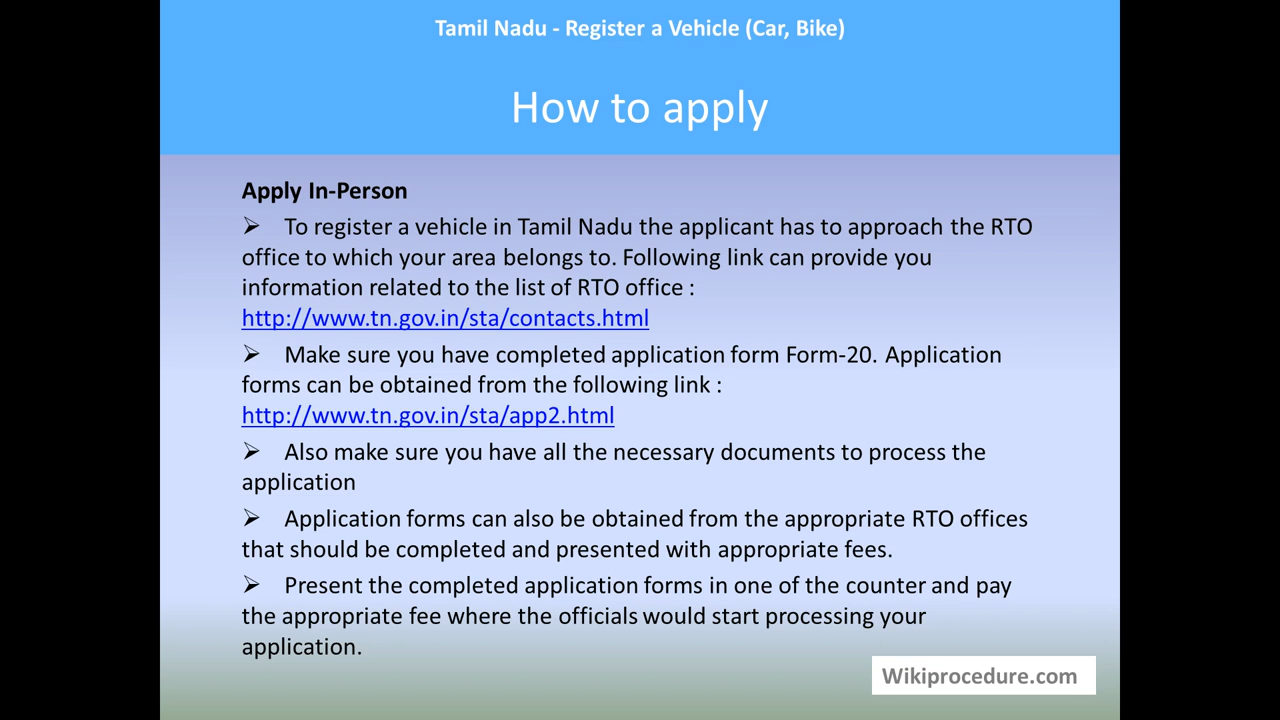 Tamil Nadu - Register a Vehicle (Car, Bike)
How to apply
Apply In-Person
➢ To register a vehicle in Tamil Nadu the applicant has to approach the RTO
office to which your area belongs to. Following link can provide you
information related to the list of RTO office :
http://www.tn.gov.in/sta/contacts.html
➢ Make sure you have completed application form Form-20. Application
forms can be obtained from the following link :
http://www.tn.gov.in/sta/app2.html
➢ Also make sure you have all the necessary documents to process the
application
➢ Application forms can also be obtained from the appropriate RTO offices
that should be completed and presented with appropriate fees.
➢ Present the completed application forms in one of the counter and pay
the appropriate fee where the officials would start processing your
application.
Wikiprocedure.com